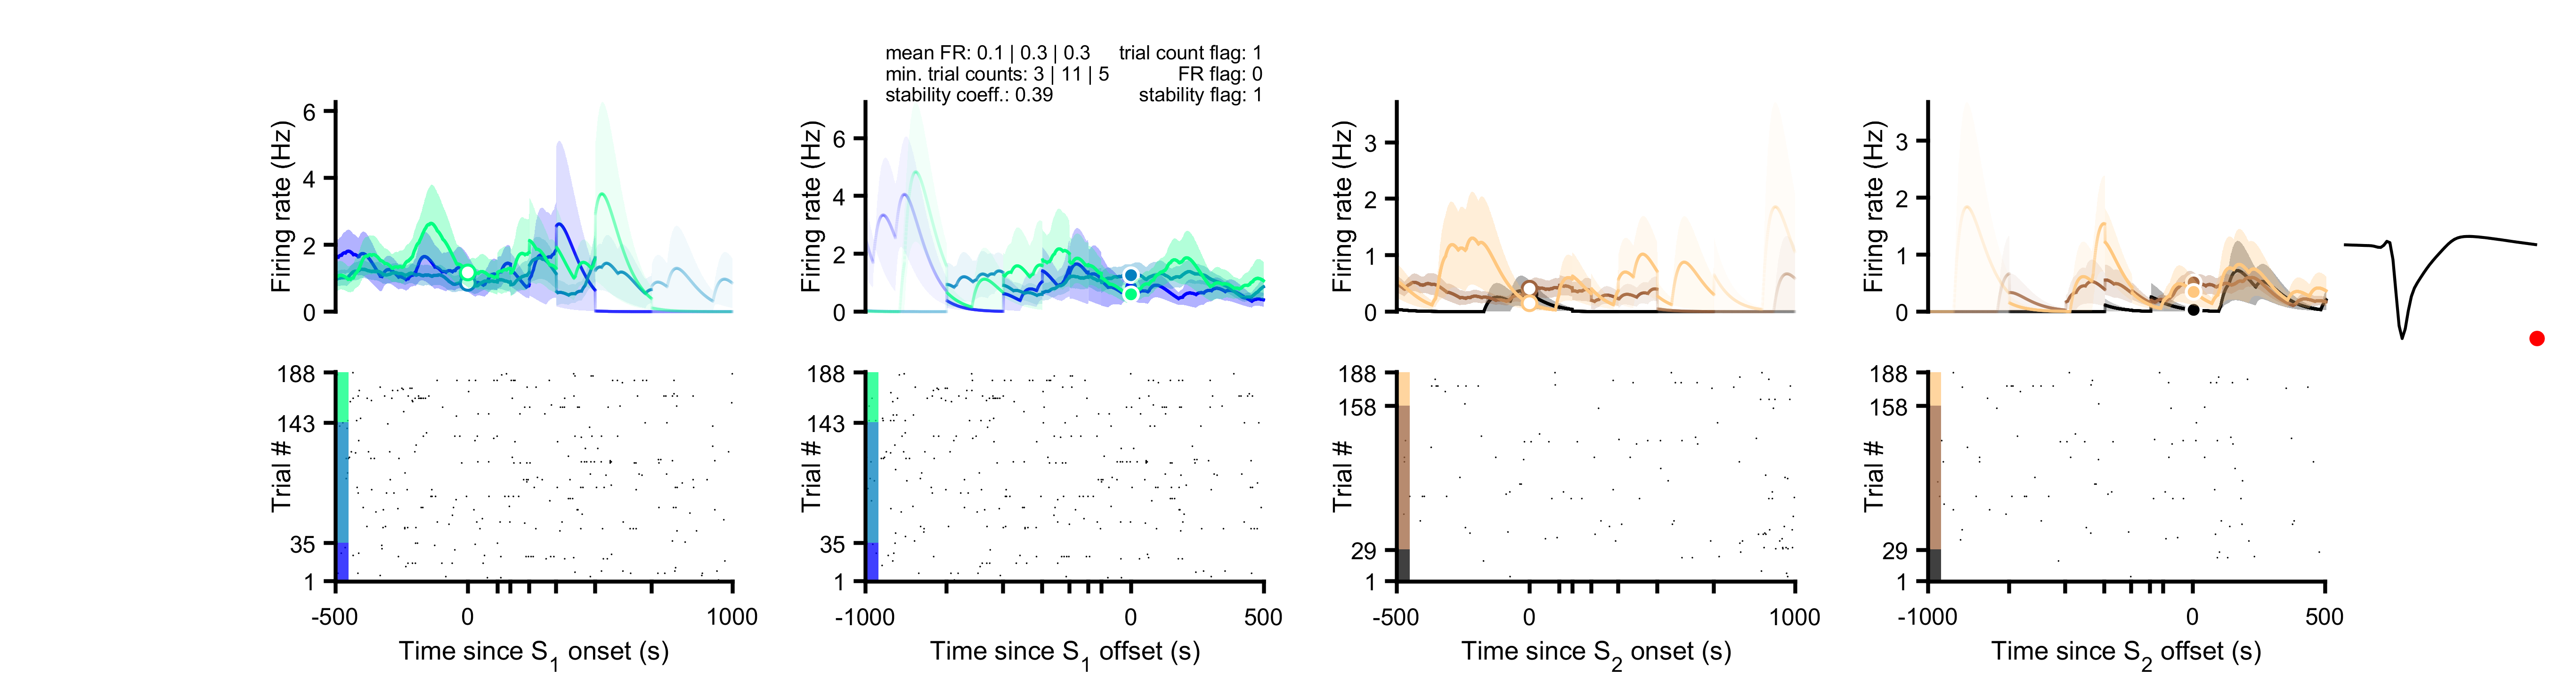 mean FR: 0.1 | 0.3 | 0.3 trial count flag: 1
min. trial counts: 3 | 11 | 5 FR flag: 0
stability coeff.: 0.39 stability flag: 1
Firing rate (Hz)
6
4
2
0
Firing rate (Hz)
6
4
2
0
Firing rate (Hz)
3
2
1
0
Firing rate (Hz)
3
2
1
0
Trial #
188
143
35
1
-500 0 1000
Time since S1 onset (s)
Trial #
188
143
35
1
-1000 0 500
Time since S1 offset (s)
Trial #
188
158
29
1
-500 0 1000
Time since S2 onset (s)
Trial #
188
158
29
1
-1000 0 500
Time since S2 offset (s)